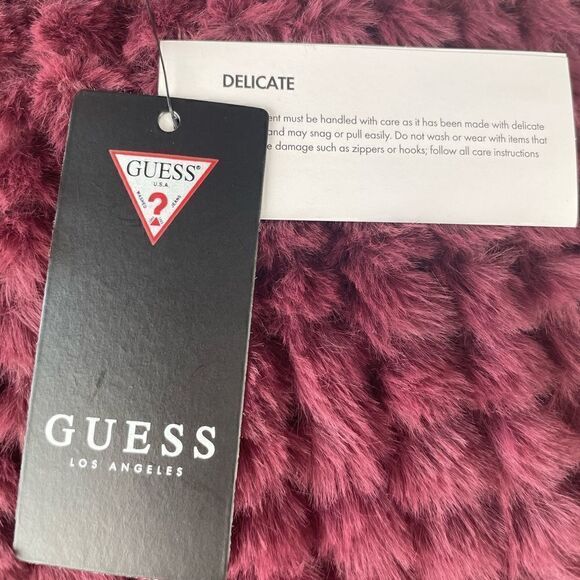 DELICATE
ent must be handled with care as it has been made with delicate
and may snag or pull easily. Do not wash or wear with items that
e damage such as zippers or hooks; follow all care instructions
GUESS®
U.S.A.
?
JEANS
GUESS
LOS ANGELES